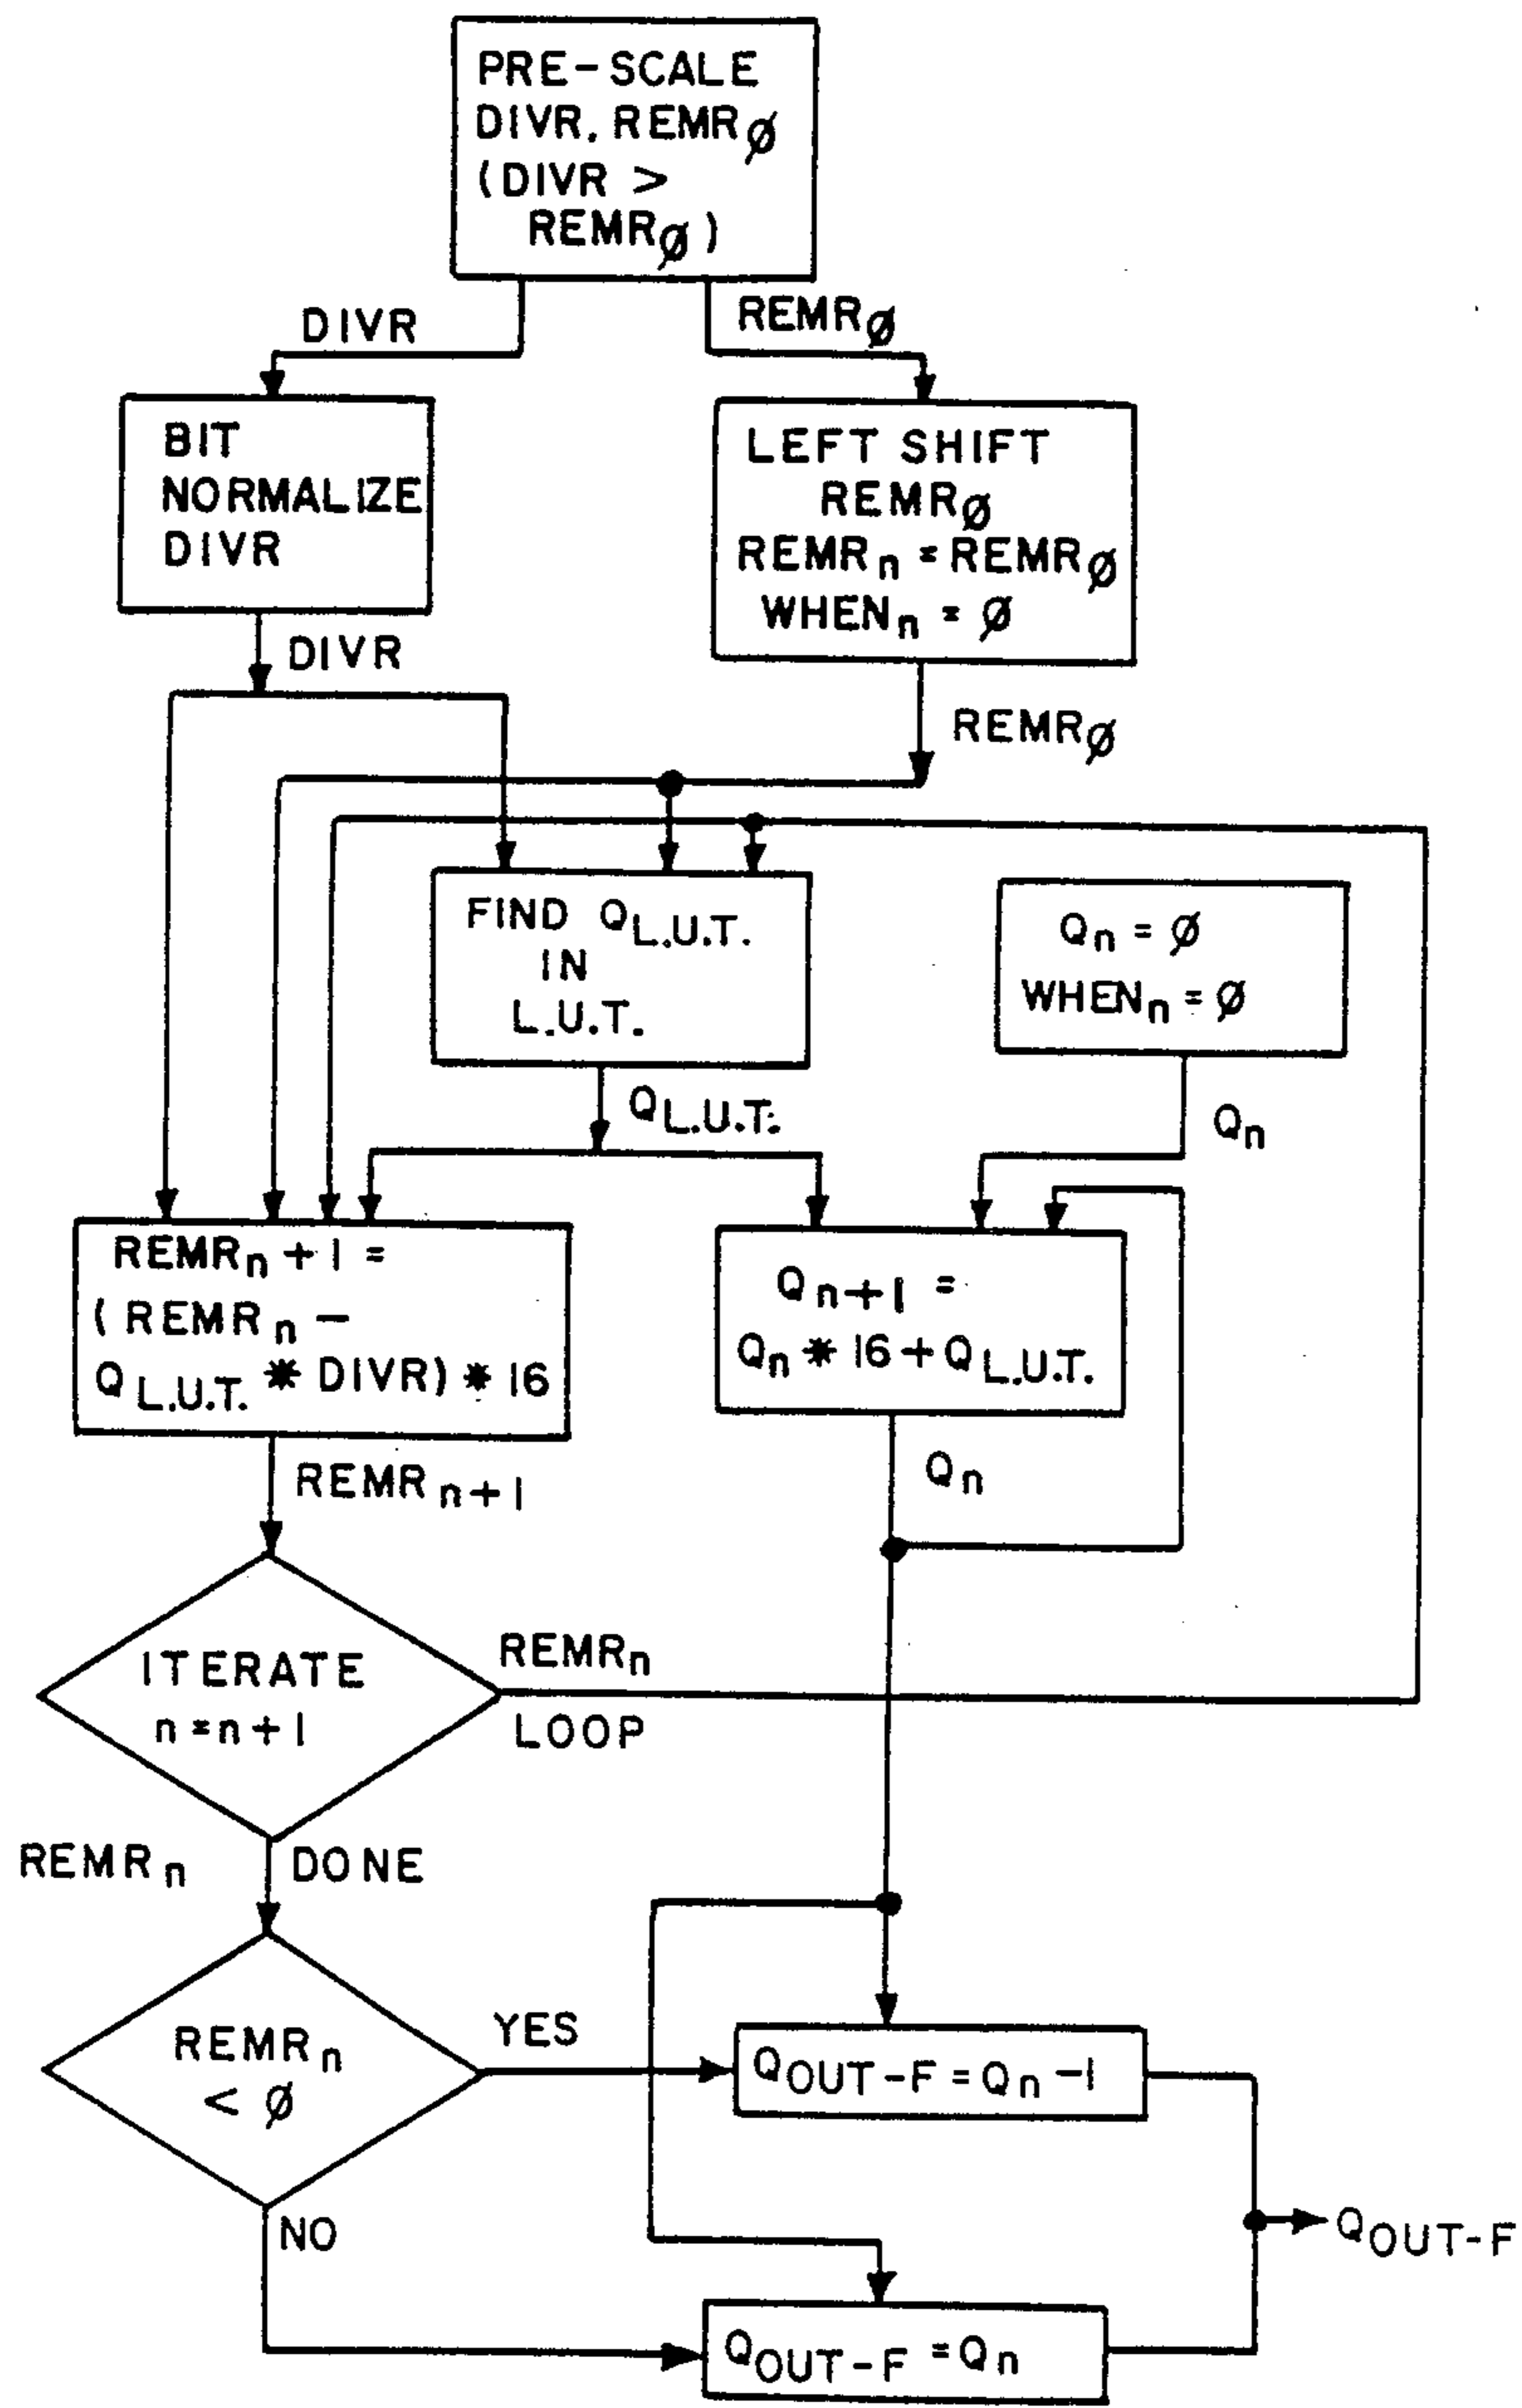 PRE-SCALE
DIVR, REMRø
(DIVR >
REMRø)
DIVR
REMRø
BIT
NORMALIZE
DIVR
LEFT SHIFT
REMRø
REMRn = REMRø
WHENn = ø
DIVR
REMRø
FIND QL.U.T.
IN
L.U.T.
Qn = ø
WHENn = ø
QL.U.T.
Qn
REMRn+1 =
(REMRn -
QL.U.T. * DIVR) * 16
Qn+1 =
Qn * 16 + QL.U.T.
REMRn+1
Qn
ITERATE
n = n+1
REMRn
LOOP
REMRn
DONE
REMRn
< ø
YES
QOUT-F = Qn -1
NO
QOUT-F
QOUT-F = Qn